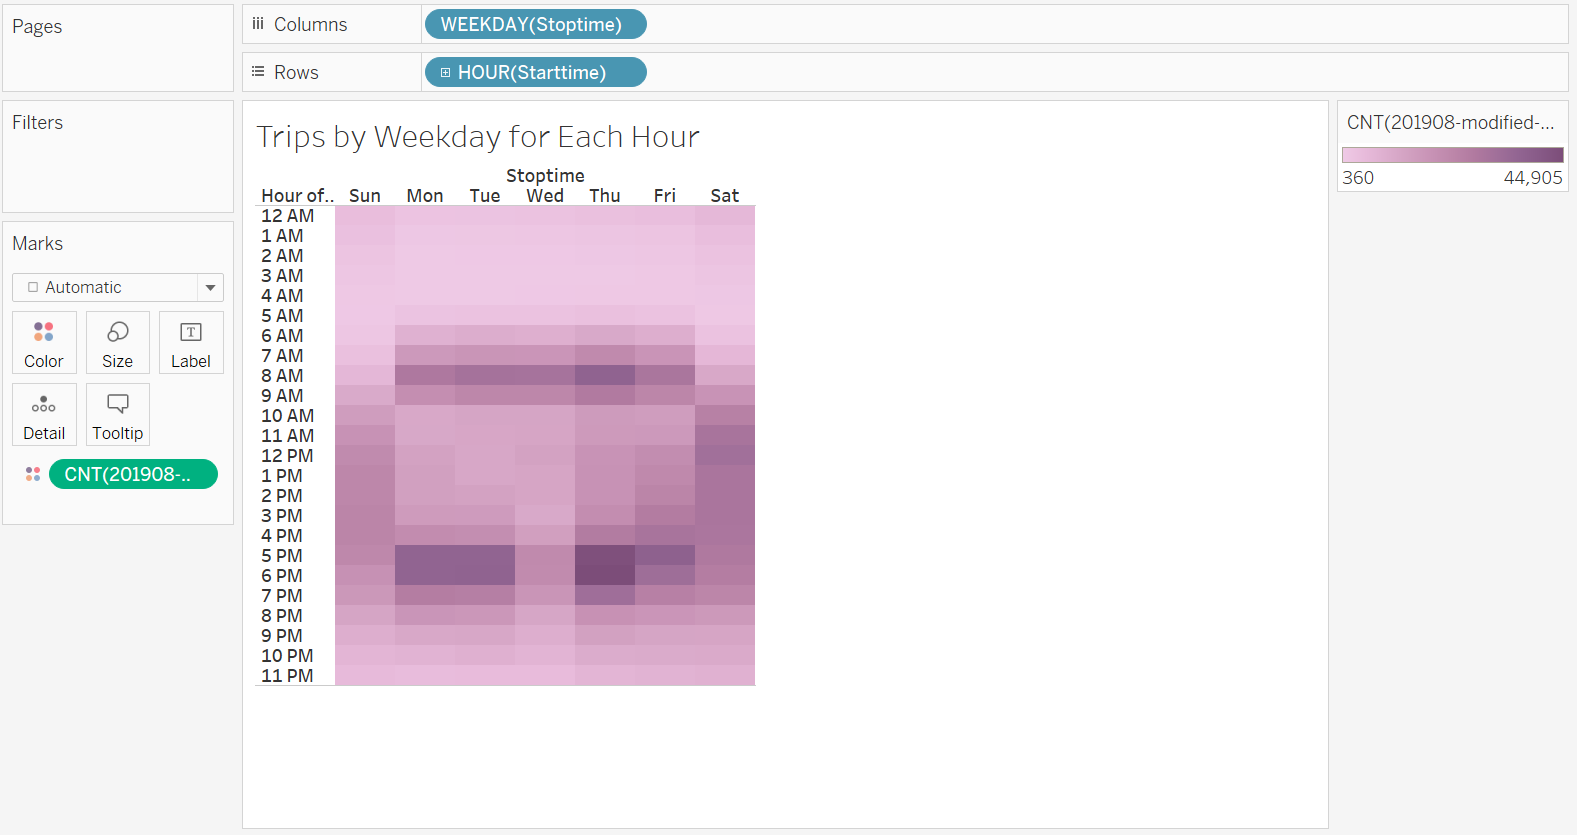 Pages
Columns
WEEKDAY(Stoptime)
Rows
HOUR(Starttime)
Filters
Marks
Automatic
Color
Size
Label
Detail
Tooltip
CNT(201908-..
Trips by Weekday for Each Hour
Stoptime
Hour of.. Sun Mon Tue Wed Thu Fri Sat
12 AM
1 AM
2 AM
3 AM
4 AM
5 AM
6 AM
7 AM
8 AM
9 AM
10 AM
11 AM
12 PM
1 PM
2 PM
3 PM
4 PM
5 PM
6 PM
7 PM
8 PM
9 PM
10 PM
11 PM
CNT(201908-modified-...
360 44,905